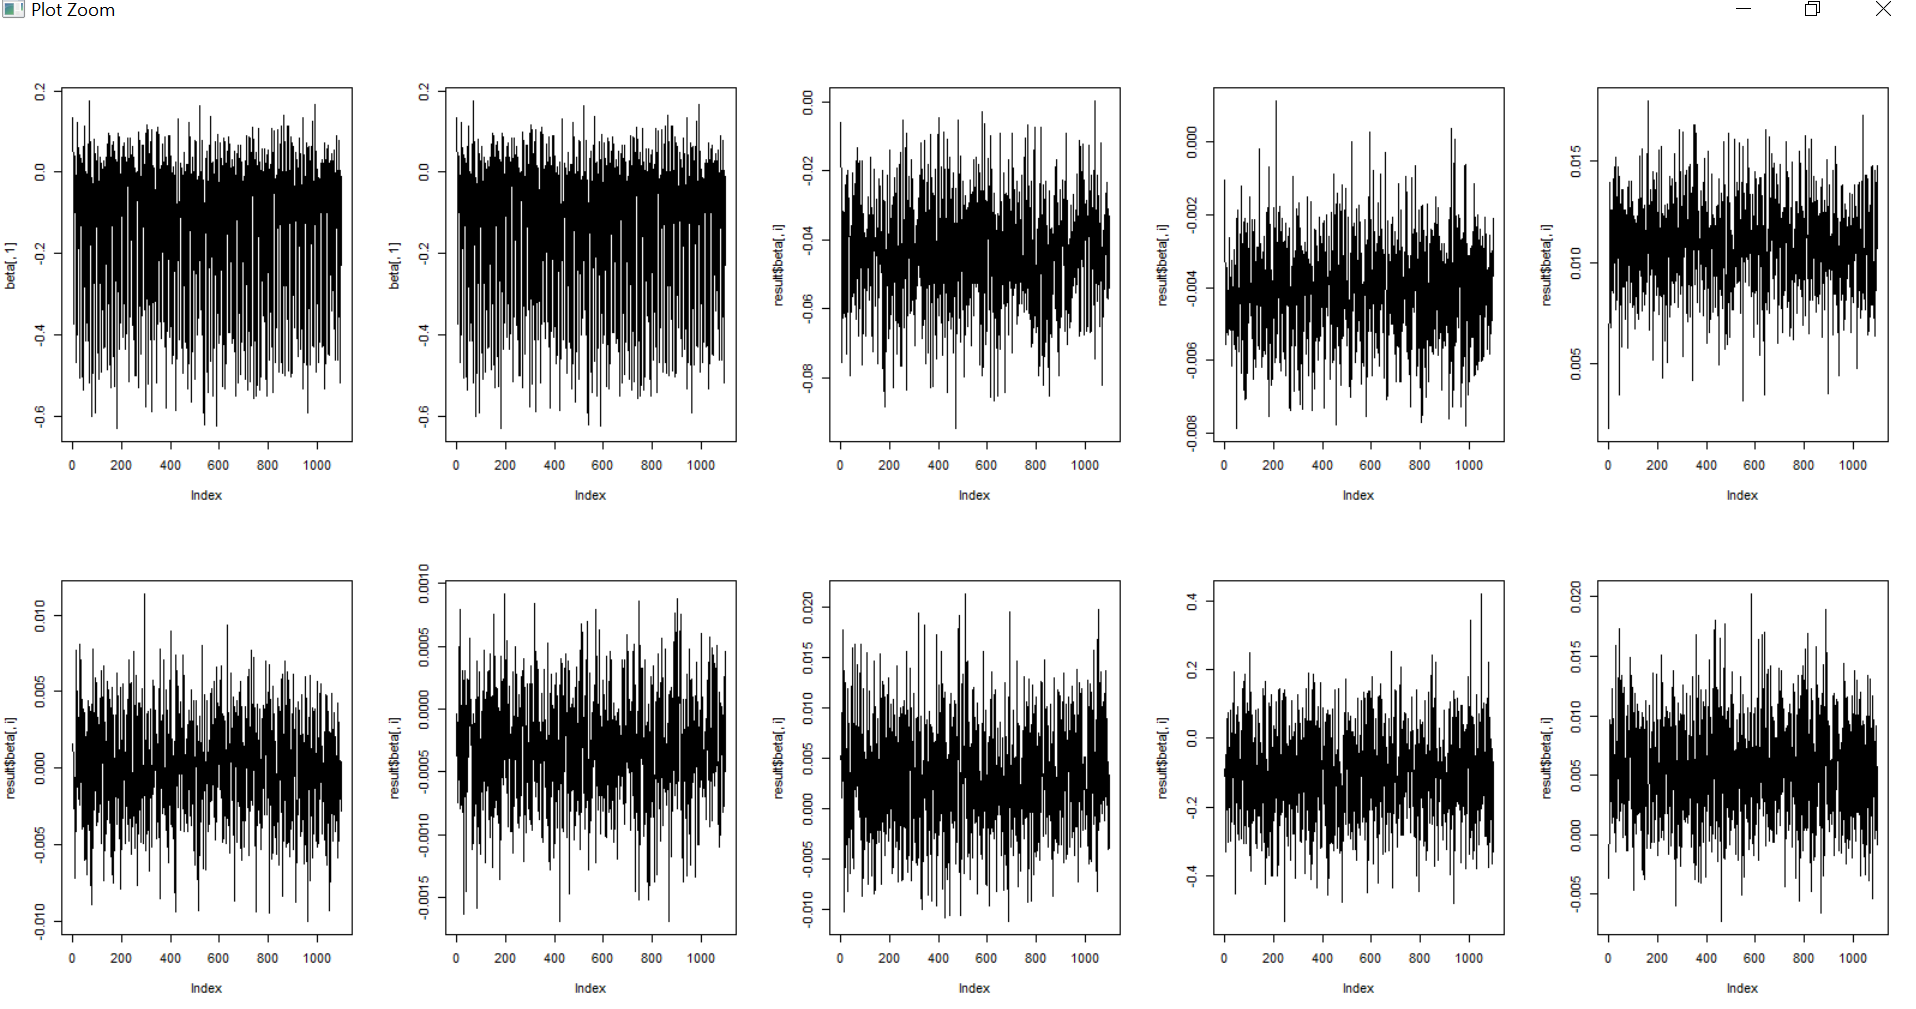 Plot Zoom
beta[, 1]
0.2
0.0
-0.2
-0.4
-0.6
0 200 400 600 800 1000
Index
beta[, 1]
0.2
0.0
-0.2
-0.4
-0.6
0 200 400 600 800 1000
Index
result$beta[, i]
0.00
-0.02
-0.04
-0.06
-0.08
0 200 400 600 800 1000
Index
result$beta[, i]
0.000
-0.002
-0.004
-0.006
-0.008
0 200 400 600 800 1000
Index
result$beta[, i]
0.015
0.010
0.005
0 200 400 600 800 1000
Index
result$beta[, i]
0.010
0.005
0.000
-0.005
-0.010
0 200 400 600 800 1000
Index
result$beta[, i]
0.0010
0.0005
0.0000
-0.0005
-0.0010
-0.0015
0 200 400 600 800 1000
Index
result$beta[, i]
0.020
0.015
0.010
0.005
0.000
-0.005
-0.010
0 200 400 600 800 1000
Index
result$beta[, i]
0.4
0.2
0.0
-0.2
-0.4
0 200 400 600 800 1000
Index
result$beta[, i]
0.020
0.015
0.010
0.005
0.000
-0.005
0 200 400 600 800 1000
Index